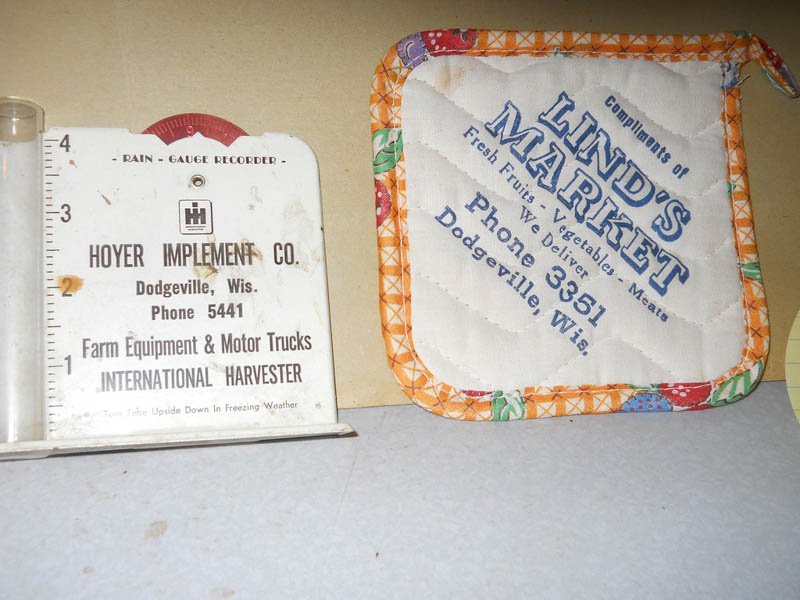 4
- RAIN - GAUGE RECORDER -
3
HOYER IMPLEMENT CO.
2
Dodgeville, Wis.
Phone 5441
Farm Equipment & Motor Trucks
1
INTERNATIONAL HARVESTER
Turn Tube Upside Down In Freezing Weather
Compliments of
LIND'S
MARKET
Fresh Fruits - Vegetables - Meats
We Deliver
Phone 3351
Dodgeville, Wis.